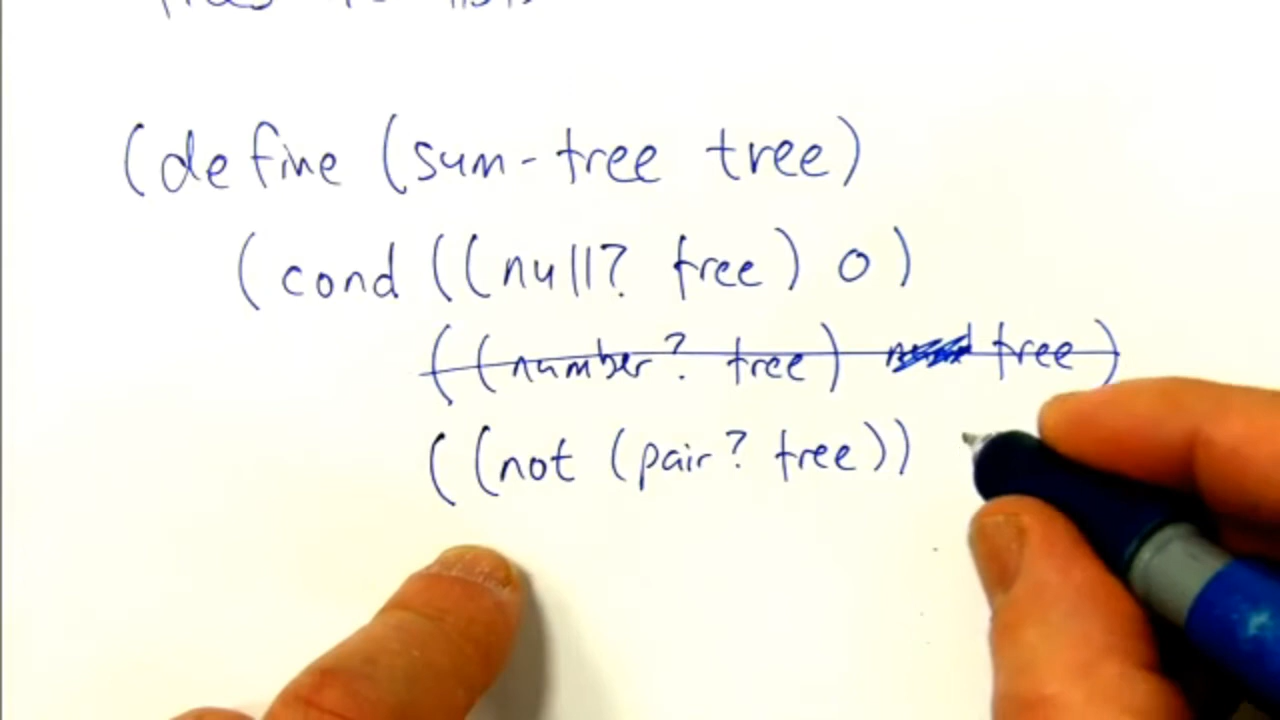 (define (sum-tree tree)
(cond ((null? tree) 0)
((number? tree) tree)
((not (pair? tree))